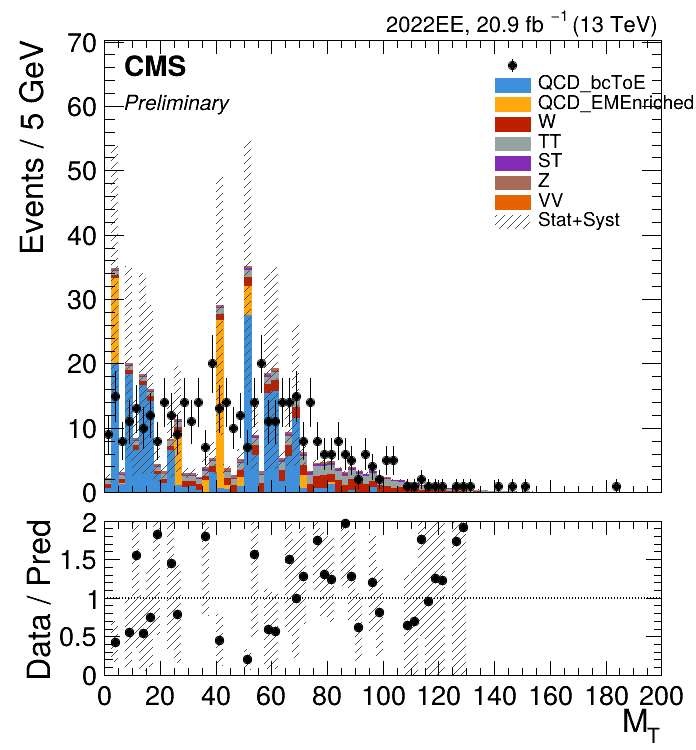 2022EE, 20.9 fb⁻¹ (13 TeV)
CMS
Preliminary
QCD_bcToE
QCD_EMEnriched
W
TT
ST
Z
VV
Stat+Syst
Events / 5 GeV
70
60
50
40
30
20
10
0
Data / Pred
2
1.5
1
0.5
0
0 20 40 60 80 100 120 140 160 180 200
M_T